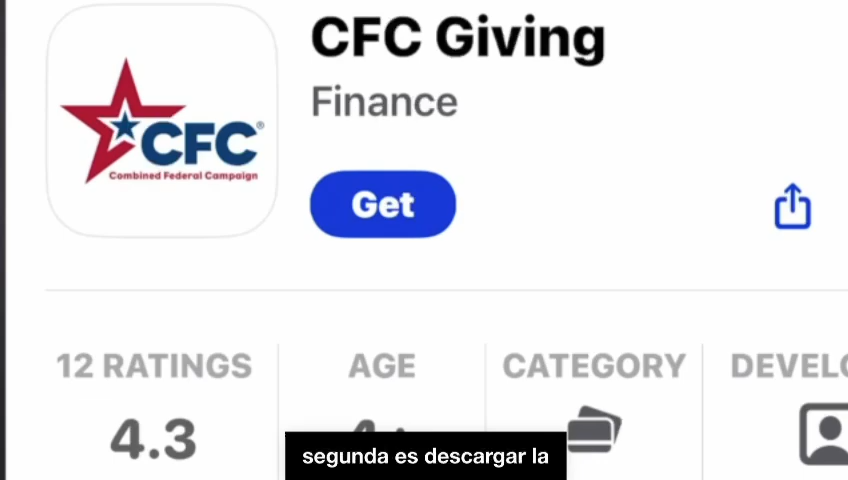 CFC Giving
Finance
CFC®
Combined Federal Campaign
Get
12 RATINGS
AGE
CATEGORY
4.3
segunda es descargar la